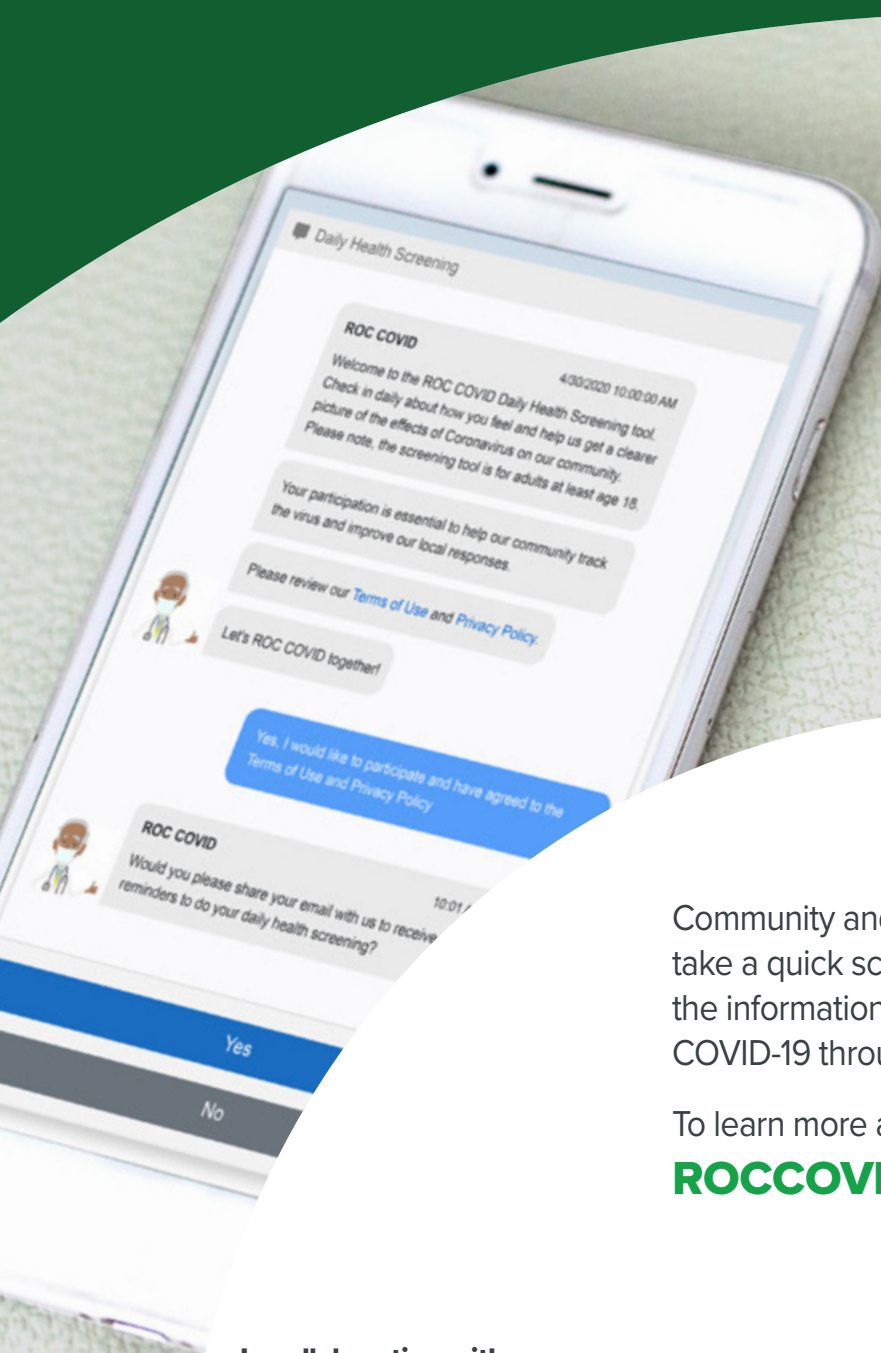 Daily Health Screening
ROC COVID
4/30/2020 10:00:00 AM
Welcome to the ROC COVID Daily Health Screening tool.
Check in daily about how you feel and help us get a clearer
picture of the effects of Coronavirus on our community.
Please note, the screening tool is for adults at least age 18.
Your participation is essential to help our community track
the virus and improve our local responses.
Please review our Terms of Use and Privacy Policy.
Let's ROC COVID together!
Yes, I would like to participate and have agreed to the
Terms of Use and Privacy Policy
ROC COVID
10:01
Would you please share your email with us to receive
reminders to do your daily health screening?
Yes
No
Community an
take a quick sc
the information
COVID-19 throu
To learn more a
ROCCOVI